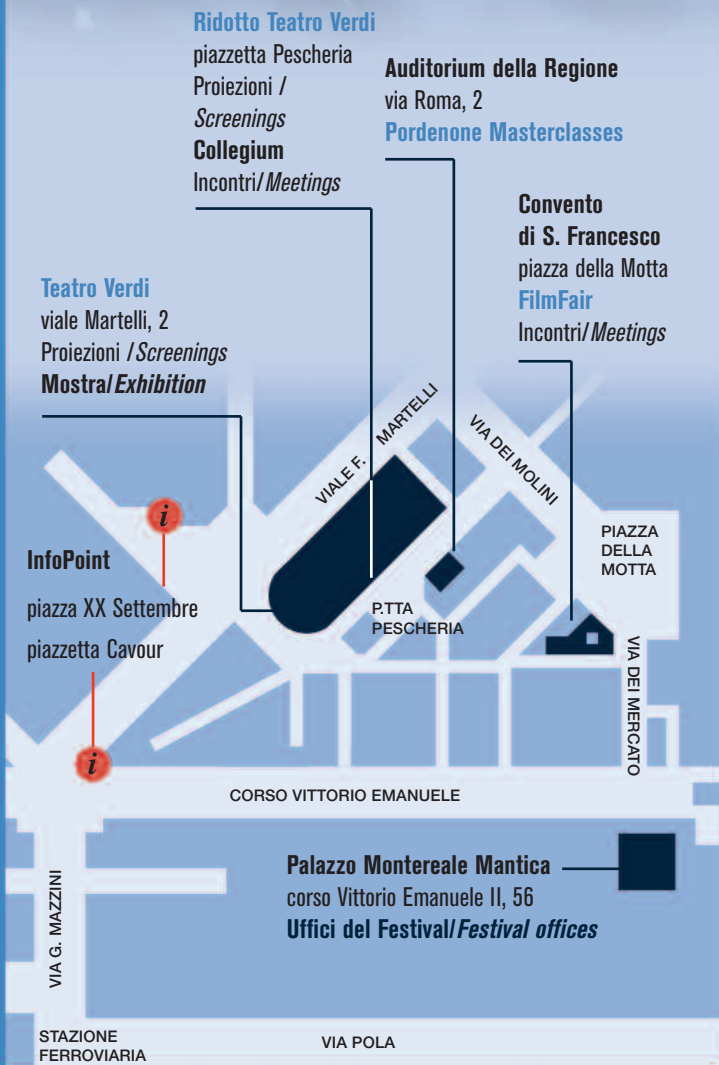 Ridotto Teatro Verdi
piazzetta Pescheria
Proiezioni /
Screenings
Collegium
Incontri/Meetings
Auditorium della Regione
via Roma, 2
Pordenone Masterclasses
Convento
di S. Francesco
piazza della Motta
FilmFair
Incontri/Meetings
Teatro Verdi
viale Martelli, 2
Proiezioni /Screenings
Mostra/Exhibition
VIALE F. MARTELLI
VIA DEI MOLINI
PIAZZA
DELLA
MOTTA
i
InfoPoint
piazza XX Settembre
piazzetta Cavour
i
P.TTA
PESCHERIA
VIA DEI MERCATO
CORSO VITTORIO EMANUELE
Palazzo Montereale Mantica
corso Vittorio Emanuele II, 56
Uffici del Festival/Festival offices
VIA G. MAZZINI
STAZIONE
FERROVIARIA
VIA POLA